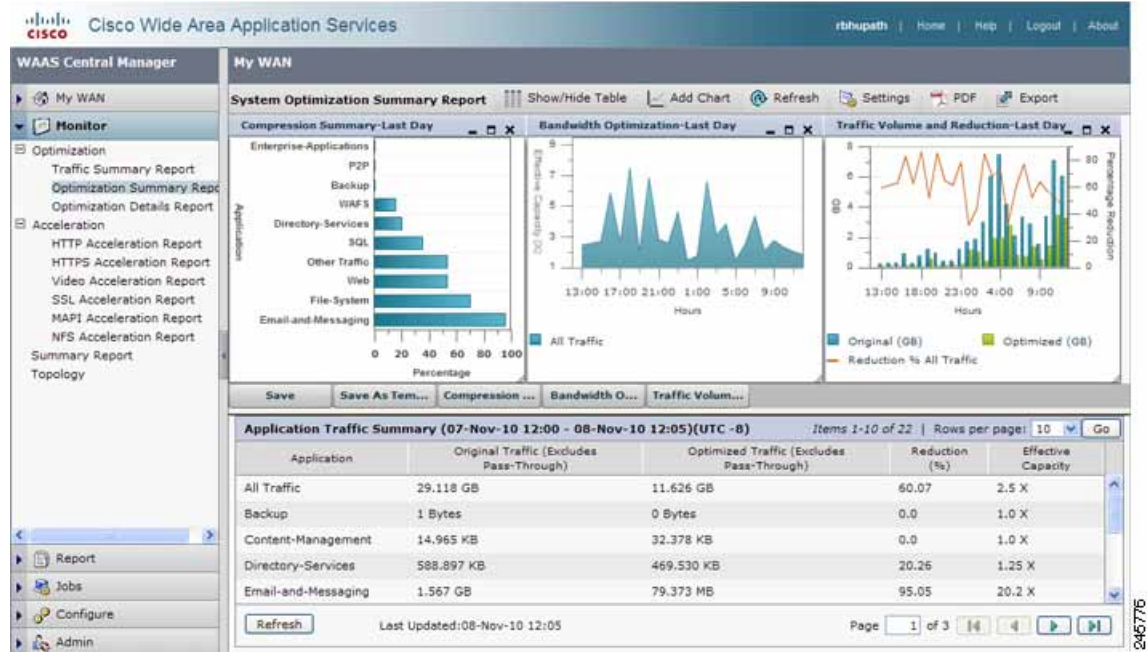 CISCO
Cisco Wide Area Application Services
rbhupath | Home | Help | Logout | About
WAAS Central Manager
My WAN
My WAN
Monitor
Optimization
Traffic Summary Report
Optimization Summary Repo
Optimization Details Report
Acceleration
HTTP Acceleration Report
HTTPS Acceleration Report
Video Acceleration Report
SSL Acceleration Report
MAPI Acceleration Report
NFS Acceleration Report
Summary Report
Topology
Report
Jobs
Configure
Admin
System Optimization Summary Report Show/Hide Table Add Chart Refresh Settings PDF Export
Compression Summary-Last Day
Application
Enterprise-Applications
P2P
Backup
WAFS
Directory-Services
SQL
Other Traffic
Web
File-System
Email-and-Messaging
0 20 40 60 80 100
Percentage
Bandwidth Optimization-Last Day
Effective Capacity (X)
9
7
5
3
1
13:00 17:00 21:00 1:00 5:00 9:00
Hours
All Traffic
Traffic Volume and Reduction-Last Day
GB
8
6
4
2
0
80
60
40
20
0
Percentage Reduction
13:00 18:00 23:00 4:00 9:00
Hours
Original (GB) Optimized (GB)
Reduction % All Traffic
Save Save As Tem... Compression ... Bandwidth O... Traffic Volum...
Application Traffic Summary (07-Nov-10 12:00 - 08-Nov-10 12:05)(UTC -8) Items 1-10 of 22 | Rows per page: 10 Go
Application Original Traffic (Excludes Pass-Through) Optimized Traffic (Excludes Pass-Through) Reduction (%) Effective Capacity
All Traffic 29.118 GB 11.626 GB 60.07 2.5 X
Backup 1 Bytes 0 Bytes 0.0 1.0 X
Content-Management 14.965 KB 32.378 KB 0.0 1.0 X
Directory-Services 588.897 KB 469.530 KB 20.26 1.25 X
Email-and-Messaging 1.567 GB 79.373 MB 95.05 20.2 X
Refresh Last Updated:08-Nov-10 12:05 Page 1 of 3
245776